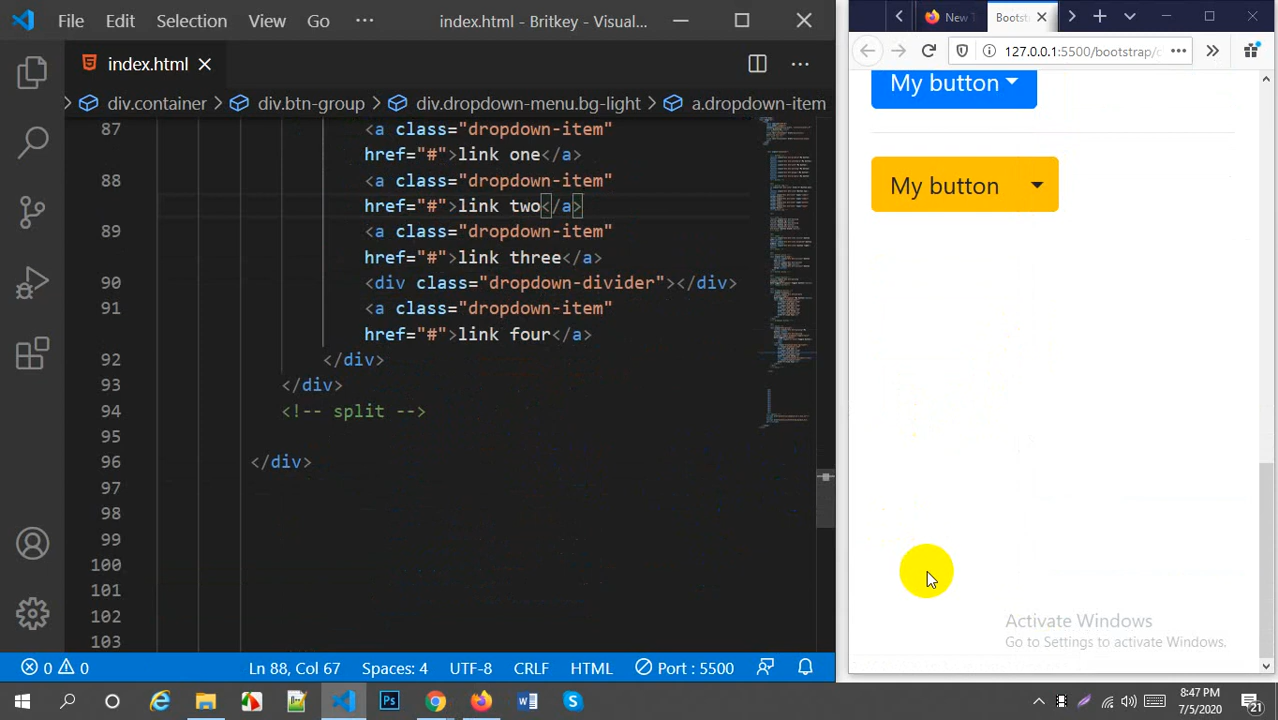 File Edit Selection View Go ··· index.html - Britkey - Visual...
index.html
div.container > div.btn-group > div.dropdown-menu.bg-light > a.dropdown-item
87 <a class="dropdown-item"
href="#">link one</a>
88 <a class="dropdown-item"
href="#">link two</a>
89 <a class="dropdown-item"
href="#">link three</a>
90 <div class="dropdown-divider"></div>
91 <a class="dropdown-item"
href="#">link four</a>
92 </div>
93 </div>
94 <!-- split -->
95
96 </div>
97
98
99
100
101
102
103
0 0 Ln 88, Col 67 Spaces: 4 UTF-8 CRLF HTML Port : 5500
New T Bootst
127.0.0.1:5500/bootstrap/c
My button
My button
Activate Windows
Go to Settings to activate Windows.
8:47 PM
7/5/2020
21